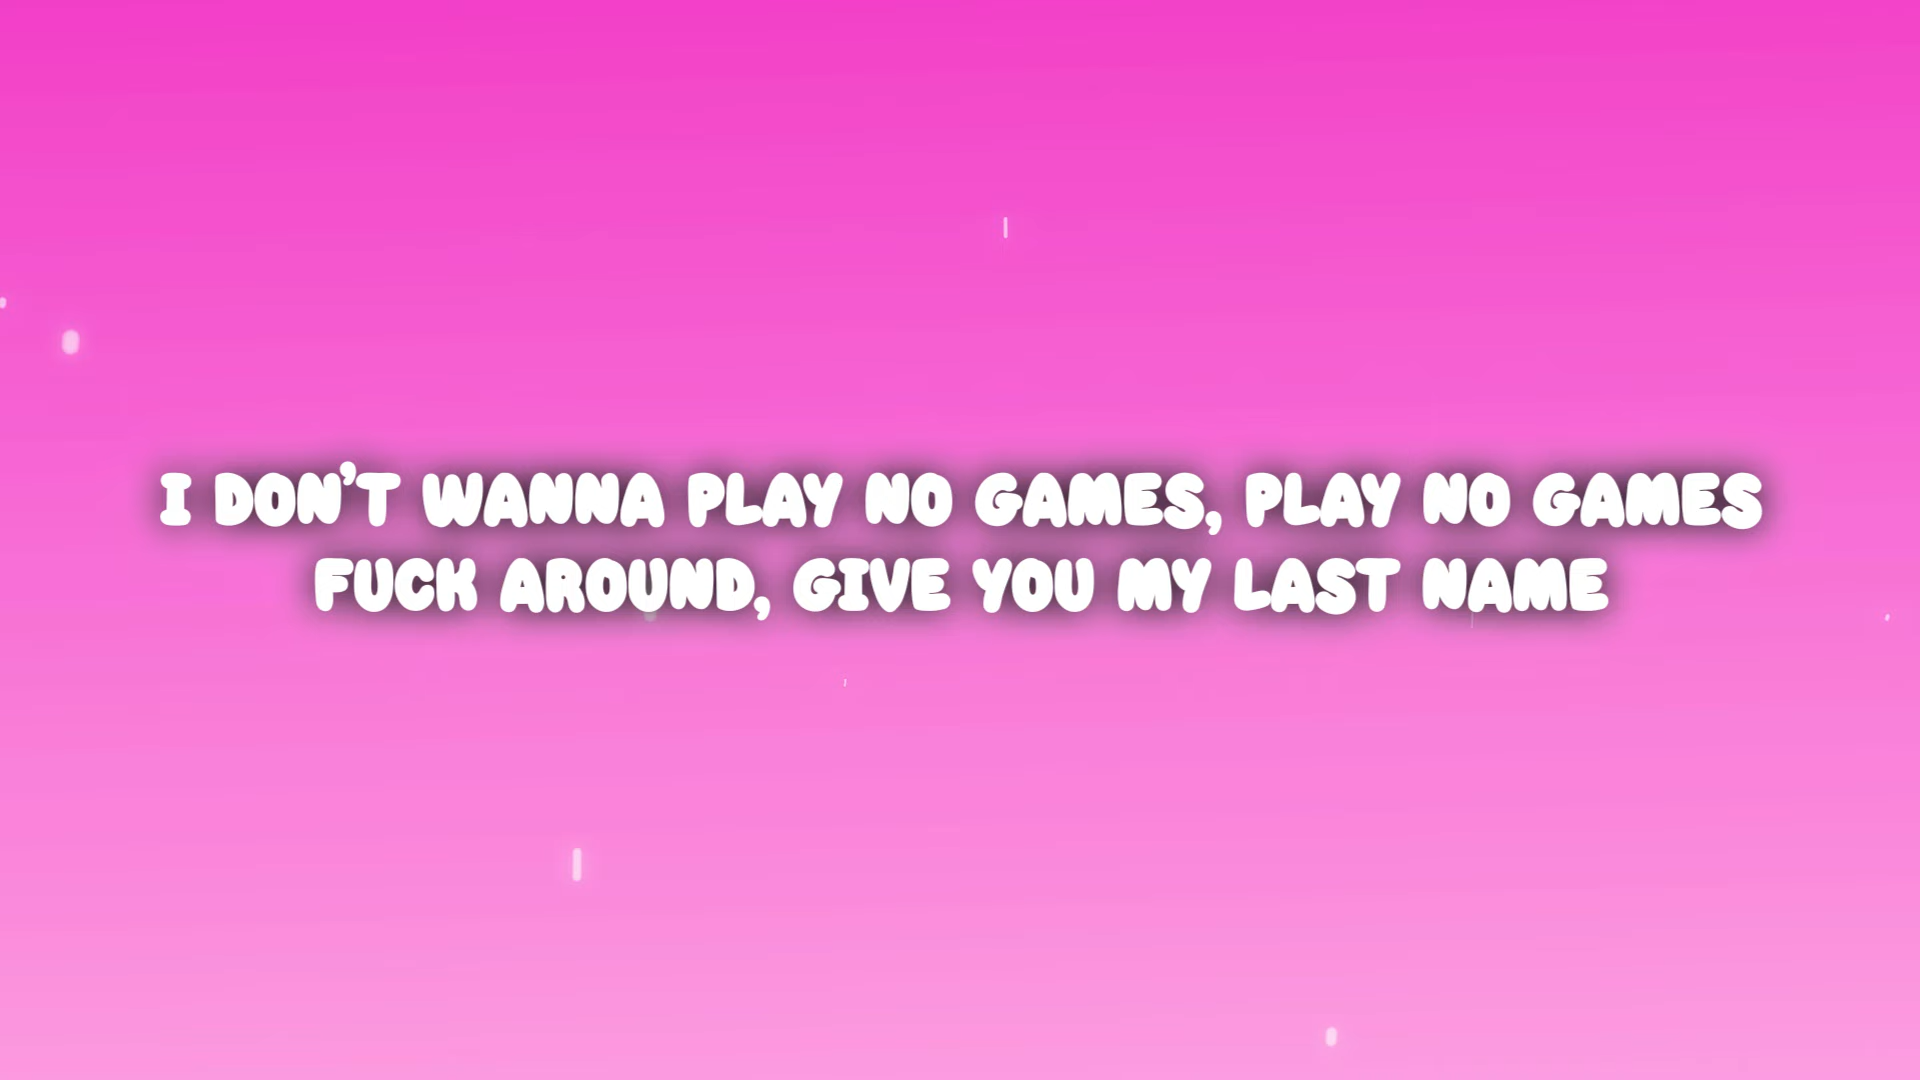 I DON'T WANNA PLAY NO GAMES, PLAY NO GAMES
FUCK AROUND, GIVE YOU MY LAST NAME